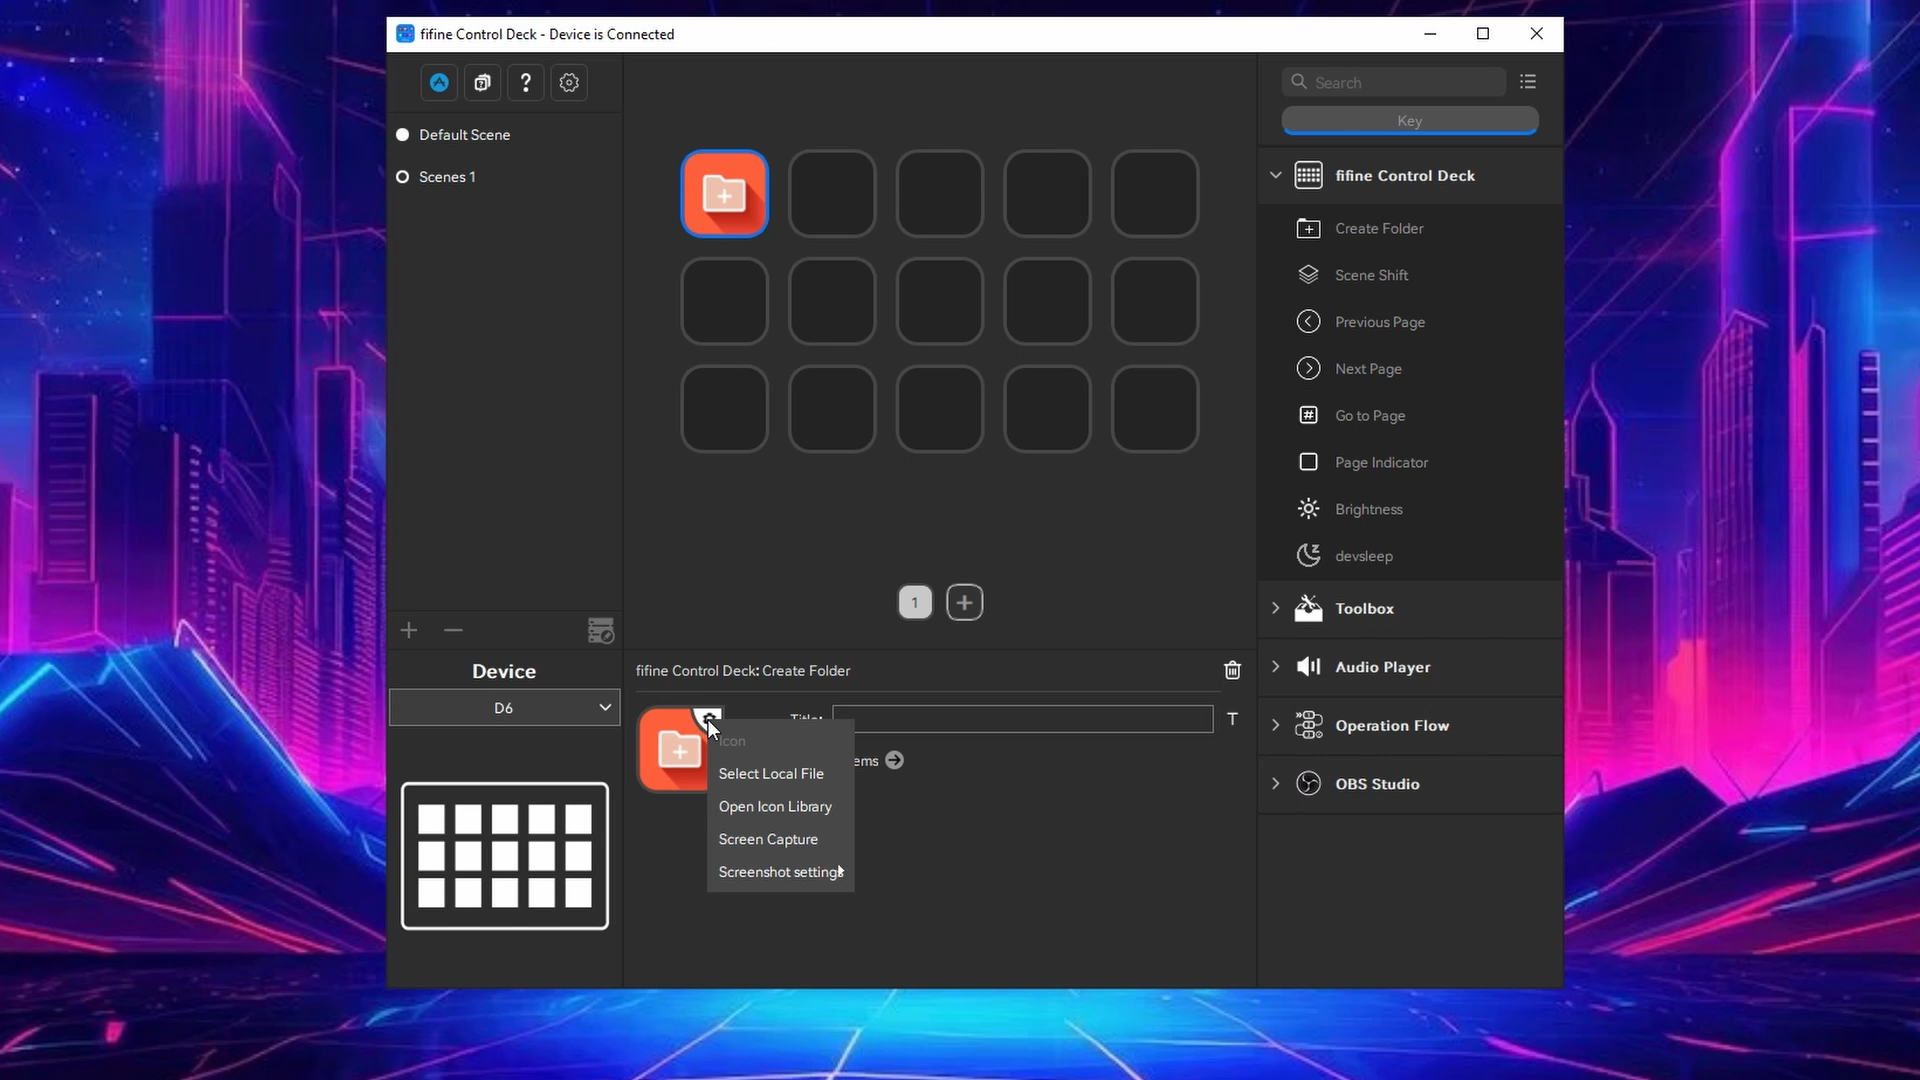 fifine Control Deck - Device is Connected
?
Default Scene
Scenes 1
Device
D6
1
fifine Control Deck: Create Folder
Title:
T
Icon
Select Local File
Open Icon Library
Screen Capture
Screenshot settings
Search
Key
fifine Control Deck
Create Folder
Scene Shift
Previous Page
Next Page
Go to Page
Page Indicator
Brightness
devsleep
Toolbox
Audio Player
Operation Flow
OBS Studio